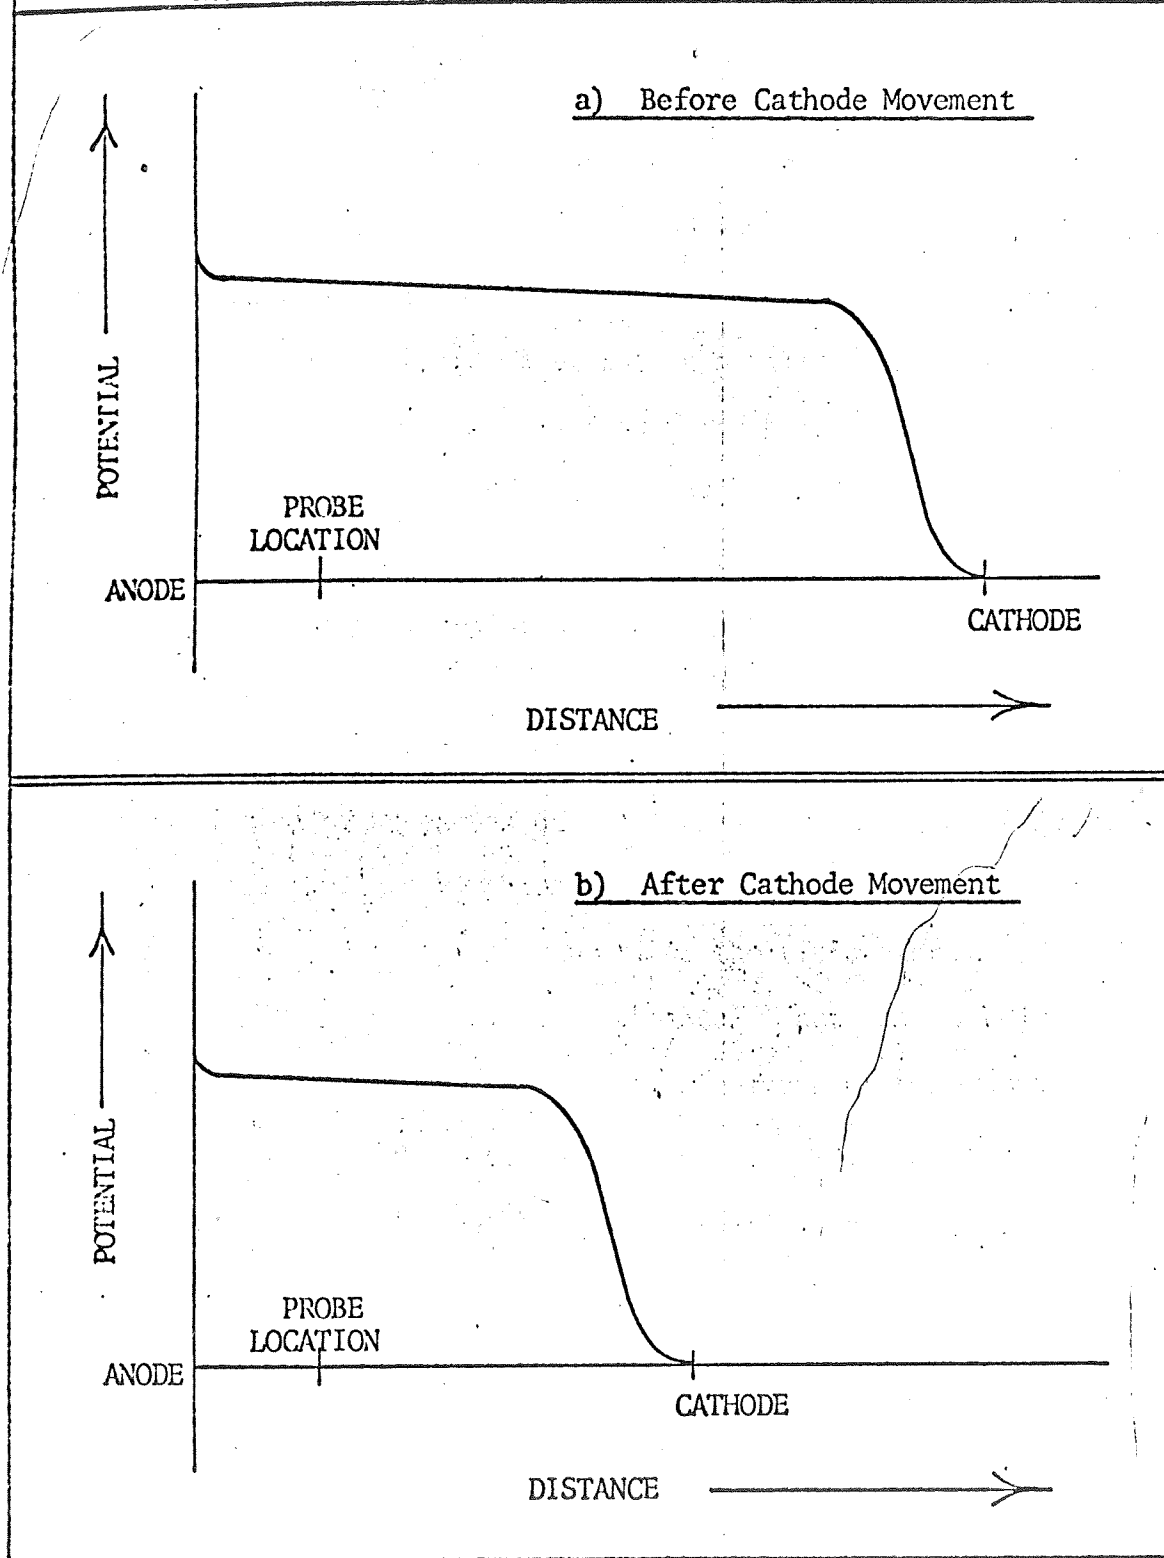 a) Before Cathode Movement
POTENTIAL
PROBE
LOCATION
ANODE
CATHODE
DISTANCE
b) After Cathode Movement
POTENTIAL
PROBE
LOCATION
ANODE
CATHODE
DISTANCE